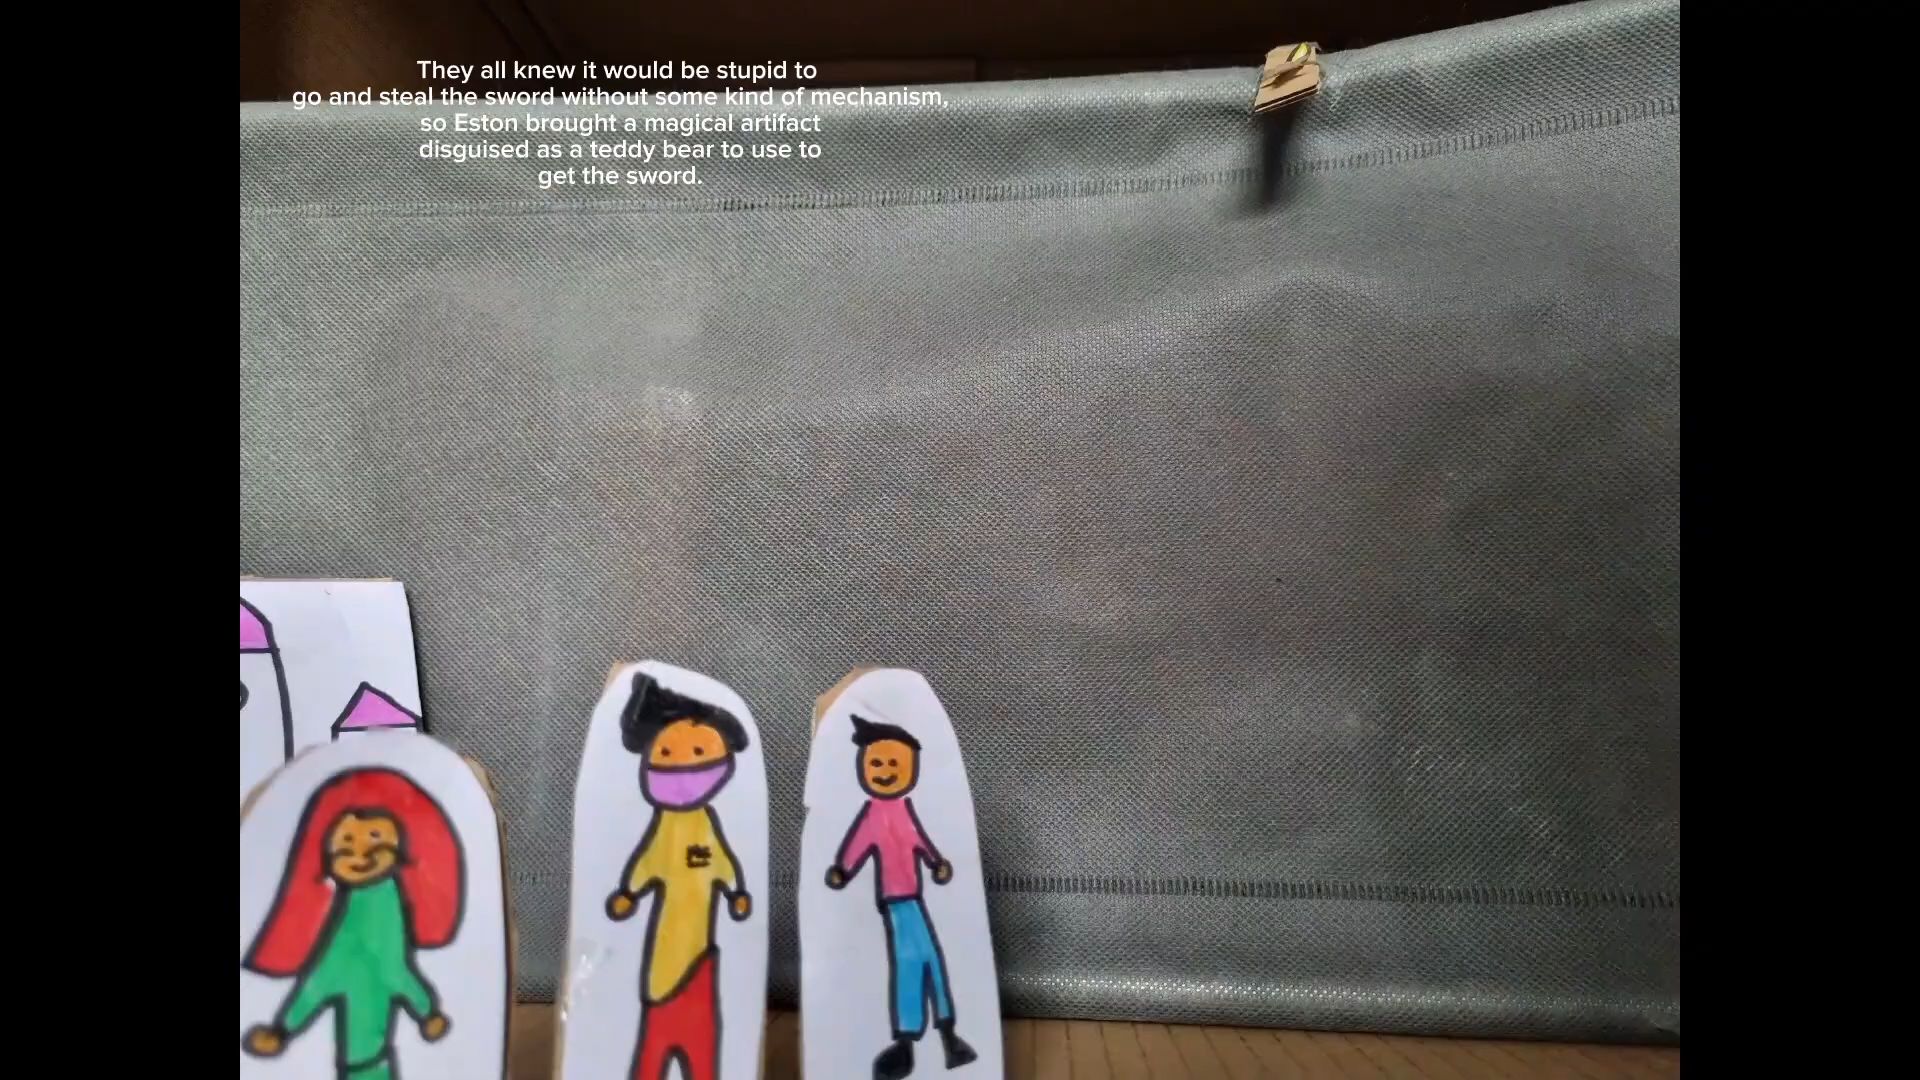 They all knew it would be stupid to
go and steal the sword without some kind of mechanism,
so Eston brought a magical artifact
disguised as a teddy bear to use to
get the sword.